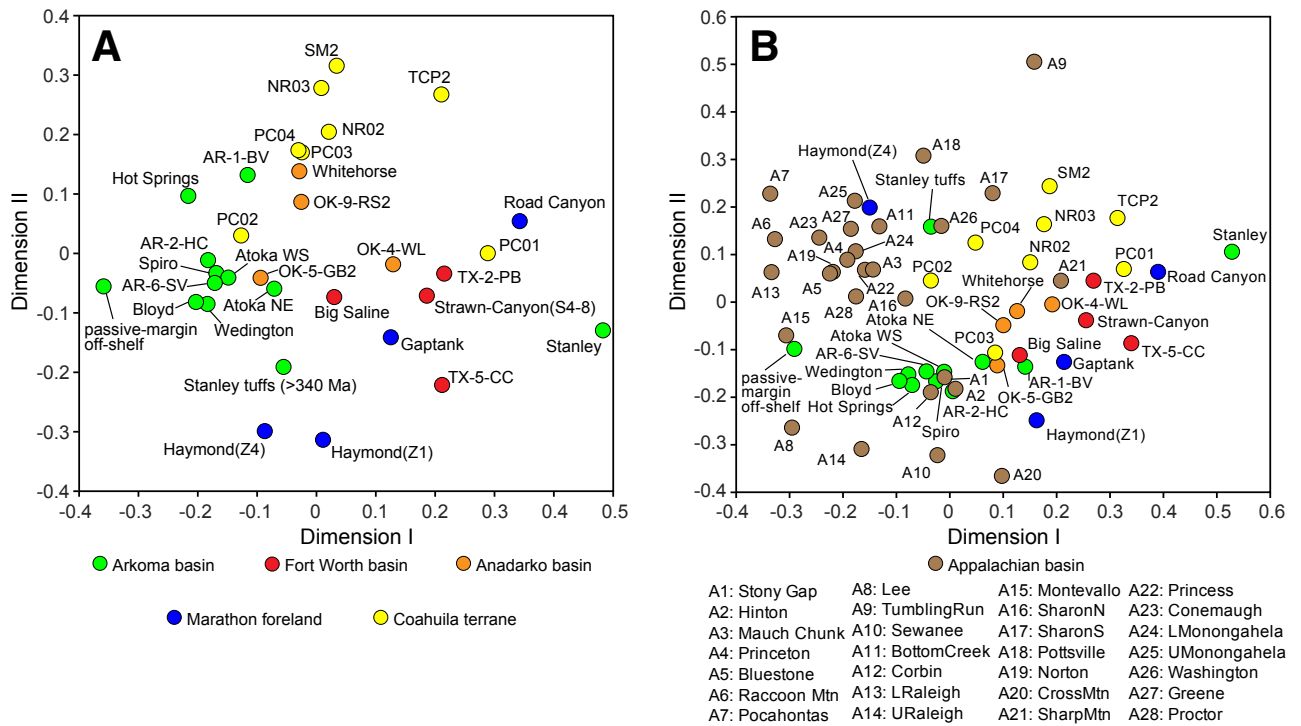 A
0.4
0.3
0.2
0.1
0
-0.1
-0.2
-0.3
-0.4
Dimension II
-0.4 -0.3 -0.2 -0.1 0 0.1 0.2 0.3 0.4 0.5
Dimension I
SM2
NR03
TCP2
NR02
PC04
PC03
AR-1-BV
Whitehorse
Hot Springs
OK-9-RS2
Road Canyon
PC02
AR-2-HC
Atoka WS
OK-4-WL
PC01
Spiro
OK-5-GB2
TX-2-PB
AR-6-SV
Bloyd
Atoka NE
Big Saline
Strawn-Canyon(S4-8)
passive-margin
off-shelf
Wedington
Gaptank
Stanley
Stanley tuffs (>340 Ma)
TX-5-CC
Haymond(Z4)
Haymond(Z1)
Arkoma basin
Fort Worth basin
Anadarko basin
Marathon foreland
Coahuila terrane
B
0.6
0.5
0.4
0.3
0.2
0.1
0
-0.1
-0.2
-0.3
-0.4
Dimension II
-0.4 -0.3 -0.2 -0.1 0 0.1 0.2 0.3 0.4 0.5 0.6
Dimension I
A9
Haymond(Z4)
A18
A7
Stanley tuffs
A17
SM2
A25
TCP2
A6
A23
A27
A11
A26
PC04
NR03
Stanley
A4
A24
NR02
PC01
A19
A3
PC02
A21
Road Canyon
A13
A5
A22
Whitehorse
TX-2-PB
A28
A16
OK-9-RS2
OK-4-WL
A15
Atoka NE
Strawn-Canyon
Atoka WS
PC03
Big Saline
TX-5-CC
AR-6-SV
Gaptank
passive-
margin
off-shelf
Wedington
A1
AR-1-BV
Bloyd
A2
OK-5-GB2
Hot Springs
AR-2-HC
A12
Spiro
Haymond(Z1)
A8
A14
A10
A20
Appalachian basin
A1: Stony Gap
A2: Hinton
A3: Mauch Chunk
A4: Princeton
A5: Bluestone
A6: Raccoon Mtn
A7: Pocahontas
A8: Lee
A9: TumblingRun
A10: Sewanee
A11: BottomCreek
A12: Corbin
A13: LRaleigh
A14: URaleigh
A15: Montevallo
A16: SharonN
A17: SharonS
A18: Pottsville
A19: Norton
A20: CrossMtn
A21: SharpMtn
A22: Princess
A23: Conemaugh
A24: LMonongahela
A25: UMonongahela
A26: Washington
A27: Greene
A28: Proctor